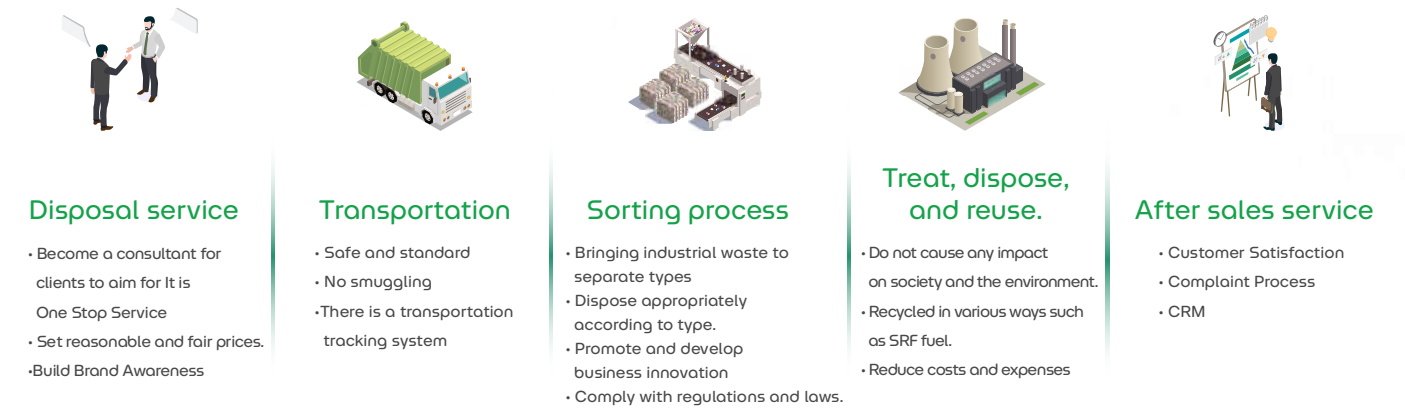 Disposal service
• Become a consultant for
clients to aim for It is
One Stop Service
• Set reasonable and fair prices.
•Build Brand Awareness
Transportation
• Safe and standard
• No smuggling
•There is a transportation
tracking system
Sorting process
• Bringing industrial waste to
separate types
• Dispose appropriately
according to type.
• Promote and develop
business innovation
• Comply with regulations and laws.
Treat, dispose,
and reuse.
• Do not cause any impact
on society and the environment.
• Recycled in various ways such
as SRF fuel.
• Reduce costs and expenses
After sales service
• Customer Satisfaction
• Complaint Process
• CRM